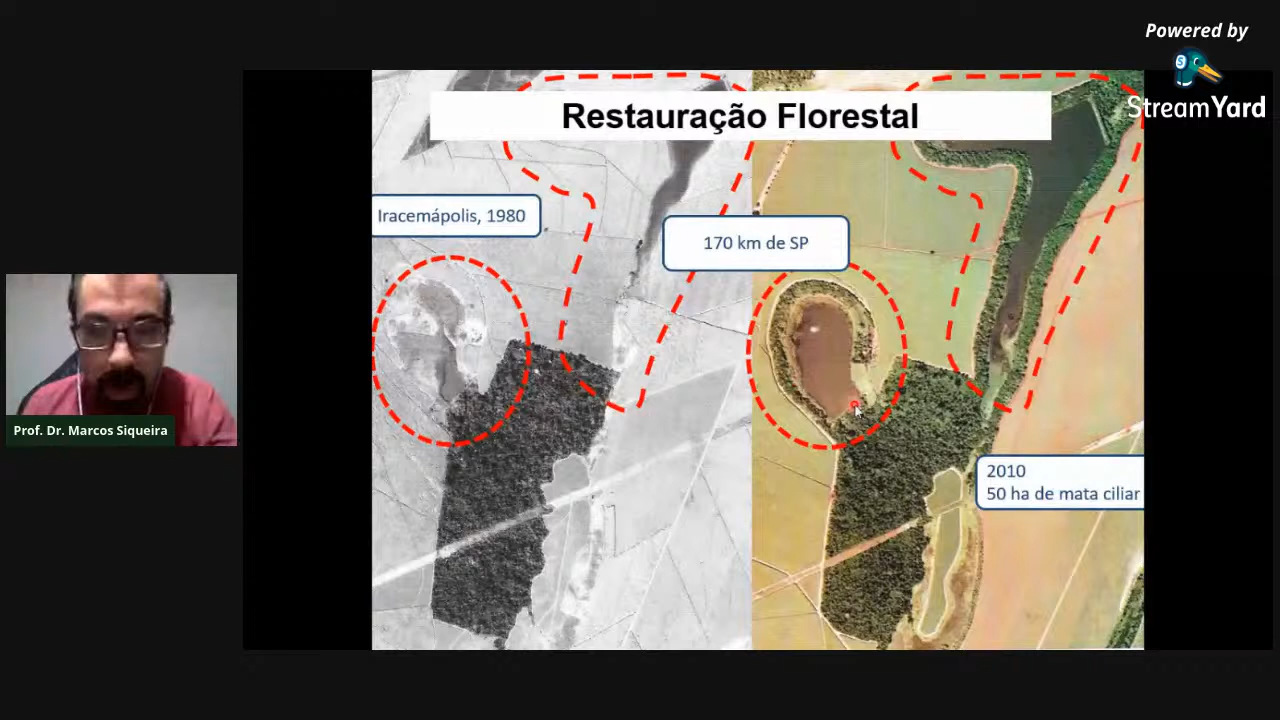 Powered by
StreamYard
Restauração Florestal
Iracemápolis, 1980
170 km de SP
2010
50 ha de mata ciliar
Prof. Dr. Marcos Siqueira